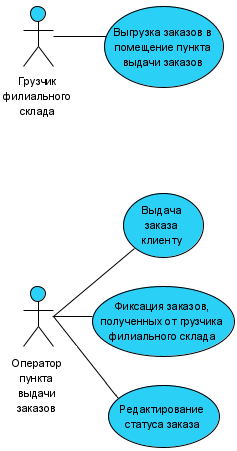 Выгрузка заказов в
помещение пункта
выдачи заказов
Грузчик
филиального
склада
Выдача
заказа
клиенту
Фиксация заказов,
полученных от грузчика
филиального склада
Оператор
пункта
выдачи
заказов
Редактирование
статуса заказа